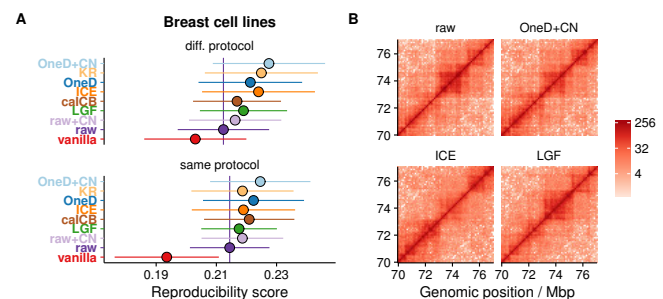 A
Breast cell lines
diff. protocol
OneD+CN
KR
OneD
ICE
calCB
LGF
raw+CN
raw
vanilla
same protocol
OneD+CN
KR
OneD
ICE
calCB
LGF
raw+CN
raw
vanilla
0.19 0.21 0.23
Reproducibility score
B
raw OneD+CN
76
74
72
70
ICE LGF
76
74
72
70
70 72 74 76 70 72 74 76
Genomic position / Mbp
256
32
4